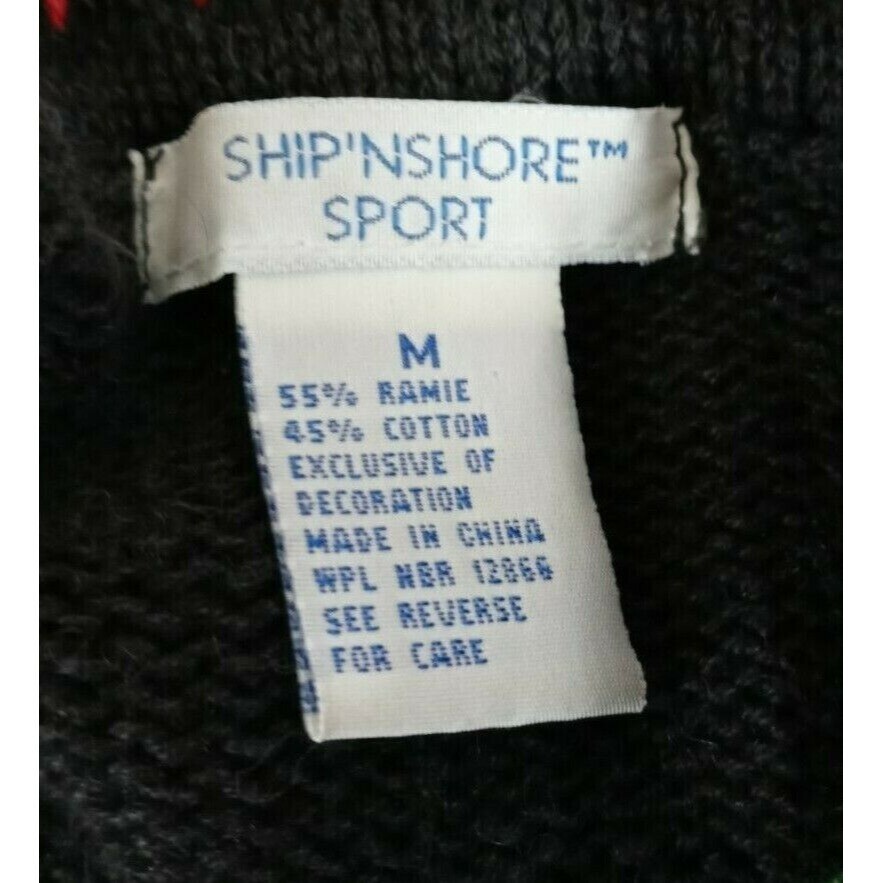 SHIP'NSHORE™
SPORT
M
55% RAMIE
45% COTTON
EXCLUSIVE OF
DECORATION
MADE IN CHINA
WPL NBR 12866
SEE REVERSE
FOR CARE